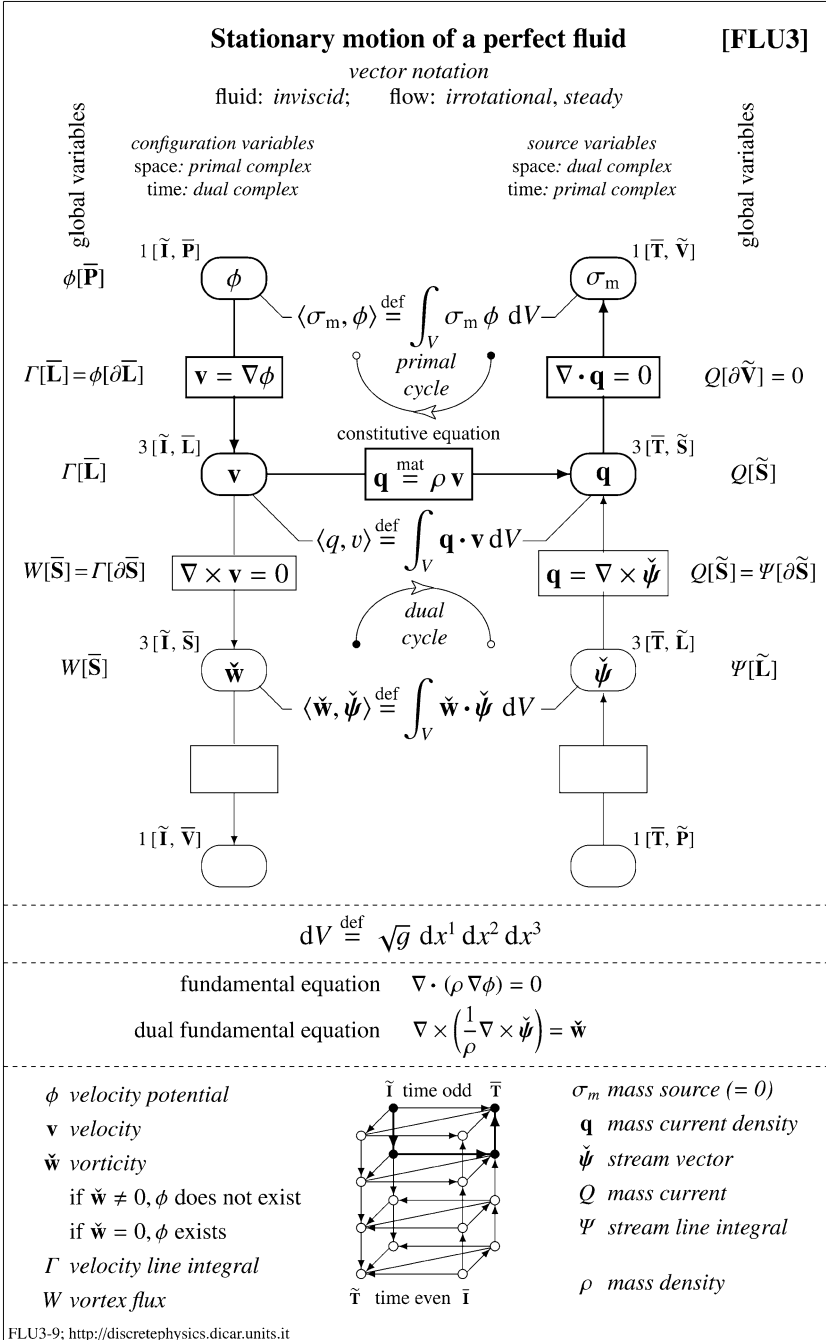 Stationary motion of a perfect fluid [FLU3]
vector notation
fluid: inviscid; flow: irrotational, steady
global variables
configuration variables
space: primal complex
time: dual complex
source variables
space: dual complex
time: primal complex
global variables
1[Ĩ, P̅] 1[T̅, Ṽ]
ϕ[P̅] ϕ σₘ
⟨σₘ, ϕ⟩ def= ∫_V σₘ ϕ dV
primal
cycle
Γ[L̅]=ϕ[∂L̅] v = ∇ϕ ∇·q = 0 Q[∂Ṽ] = 0
constitutive equation
3[Ĩ, L̅] 3[T̅, S̃]
Γ[L̅] v q mat= ρ v q Q[S̃]
⟨q, v⟩ def= ∫_V q·v dV
W[S̅]=Γ[∂S̅] ∇ × v = 0 q = ∇ × ψ̌ Q[S̃]=Ψ[∂S̃]
dual
cycle
3[Ĩ, S̅] 3[T̅, L̃]
W[S̅] w̌ ψ̌ Ψ[L̃]
⟨w̌, ψ̌⟩ def= ∫_V w̌·ψ̌ dV
1[Ĩ, V̅] 1[T̅, P̃]
dV def= √g dx¹ dx² dx³
fundamental equation ∇·(ρ ∇ϕ) = 0
dual fundamental equation ∇ × (1/ρ ∇ × ψ̌) = w̌
ϕ velocity potential
v velocity
w̌ vorticity
if w̌ ≠ 0, ϕ does not exist
if w̌ = 0, ϕ exists
Γ velocity line integral
W vortex flux
Ĩ time odd T̅
T̃ time even I̅
σₘ mass source (= 0)
q mass current density
ψ̌ stream vector
Q mass current
Ψ stream line integral
ρ mass density
FLU3-9; http://discretephysics.dicar.units.it